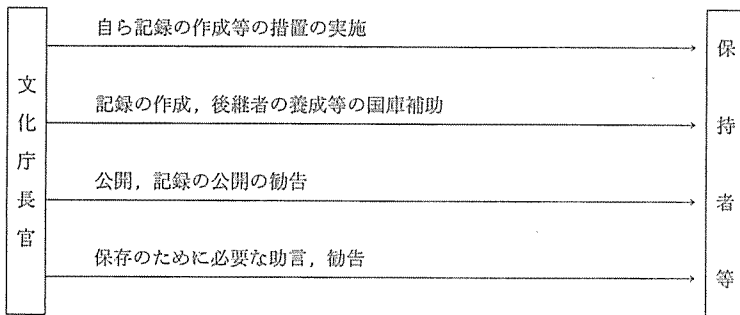 文化庁長官
自ら記録の作成等の措置の実施
記録の作成，後継者の養成等の国庫補助
公開，記録の公開の勧告
保存のために必要な助言，勧告
保持者等